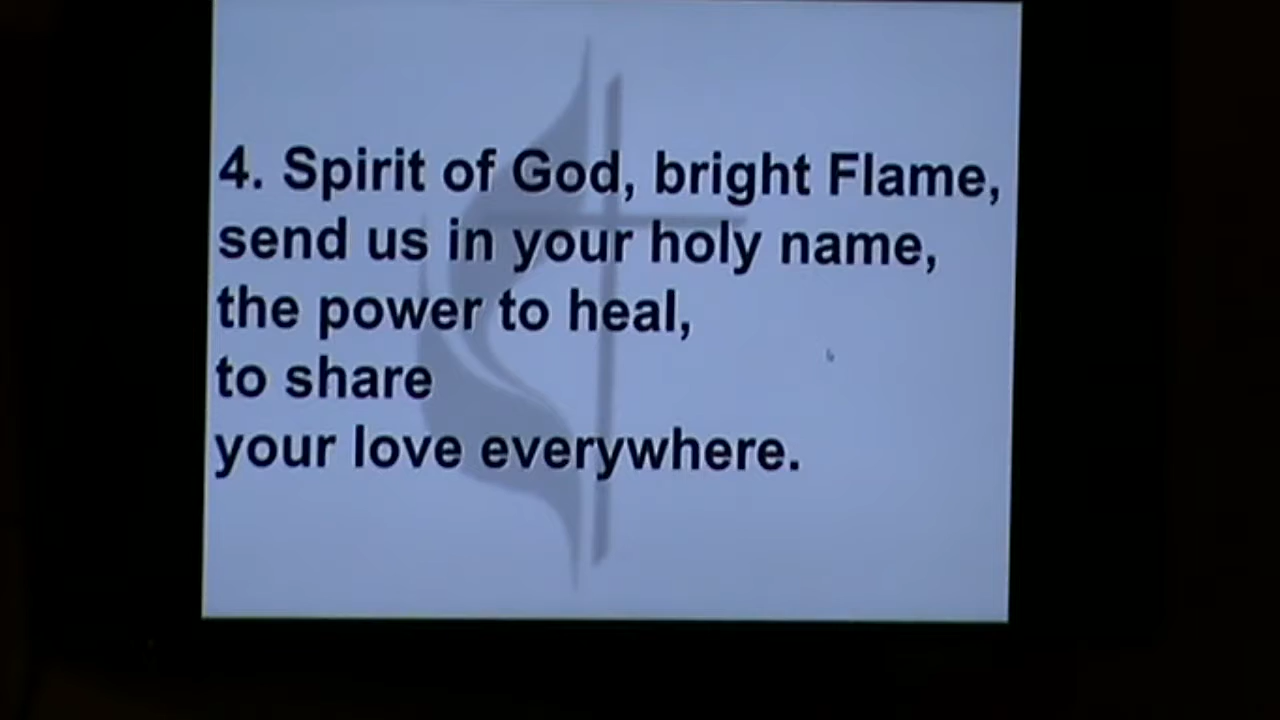 4. Spirit of God, bright Flame,
send us in your holy name,
the power to heal,
to share
your love everywhere.